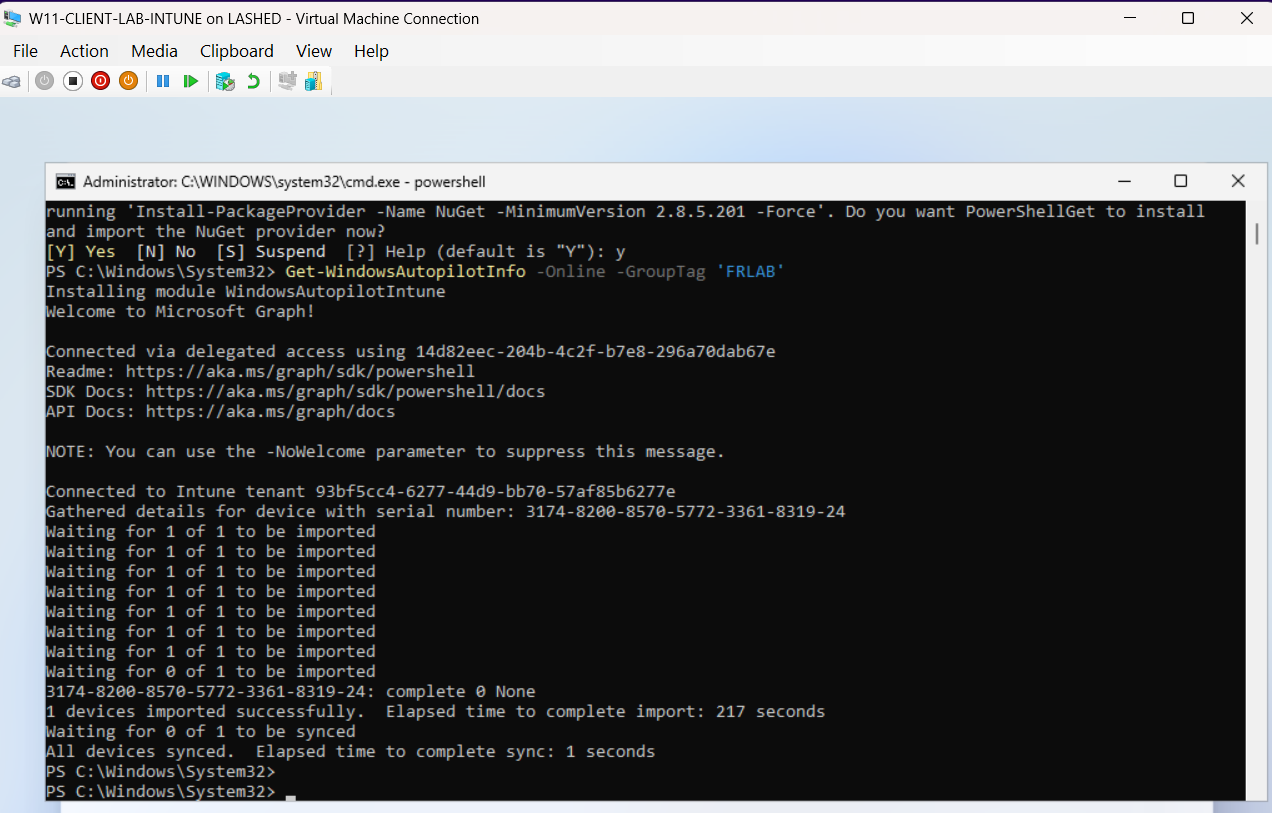 W11-CLIENT-LAB-INTUNE on LASHED - Virtual Machine Connection
File Action Media Clipboard View Help
Administrator: C:\WINDOWS\system32\cmd.exe - powershell
running 'Install-PackageProvider -Name NuGet -MinimumVersion 2.8.5.201 -Force'. Do you want PowerShellGet to install
and import the NuGet provider now?
[Y] Yes  [N] No  [S] Suspend  [?] Help (default is "Y"): y
PS C:\Windows\System32> Get-WindowsAutopilotInfo -Online -GroupTag 'FRLAB'
Installing module WindowsAutopilotIntune
Welcome to Microsoft Graph!
Connected via delegated access using 14d82eec-204b-4c2f-b7e8-296a70dab67e
Readme: https://aka.ms/graph/sdk/powershell
SDK Docs: https://aka.ms/graph/sdk/powershell/docs
API Docs: https://aka.ms/graph/docs
NOTE: You can use the -NoWelcome parameter to suppress this message.
Connected to Intune tenant 93bf5cc4-6277-44d9-bb70-57af85b6277e
Gathered details for device with serial number: 3174-8200-8570-5772-3361-8319-24
Waiting for 1 of 1 to be imported
Waiting for 1 of 1 to be imported
Waiting for 1 of 1 to be imported
Waiting for 1 of 1 to be imported
Waiting for 1 of 1 to be imported
Waiting for 1 of 1 to be imported
Waiting for 1 of 1 to be imported
Waiting for 0 of 1 to be imported
3174-8200-8570-5772-3361-8319-24: complete 0 None
1 devices imported successfully.  Elapsed time to complete import: 217 seconds
Waiting for 0 of 1 to be synced
All devices synced.  Elapsed time to complete sync: 1 seconds
PS C:\Windows\System32>
PS C:\Windows\System32>